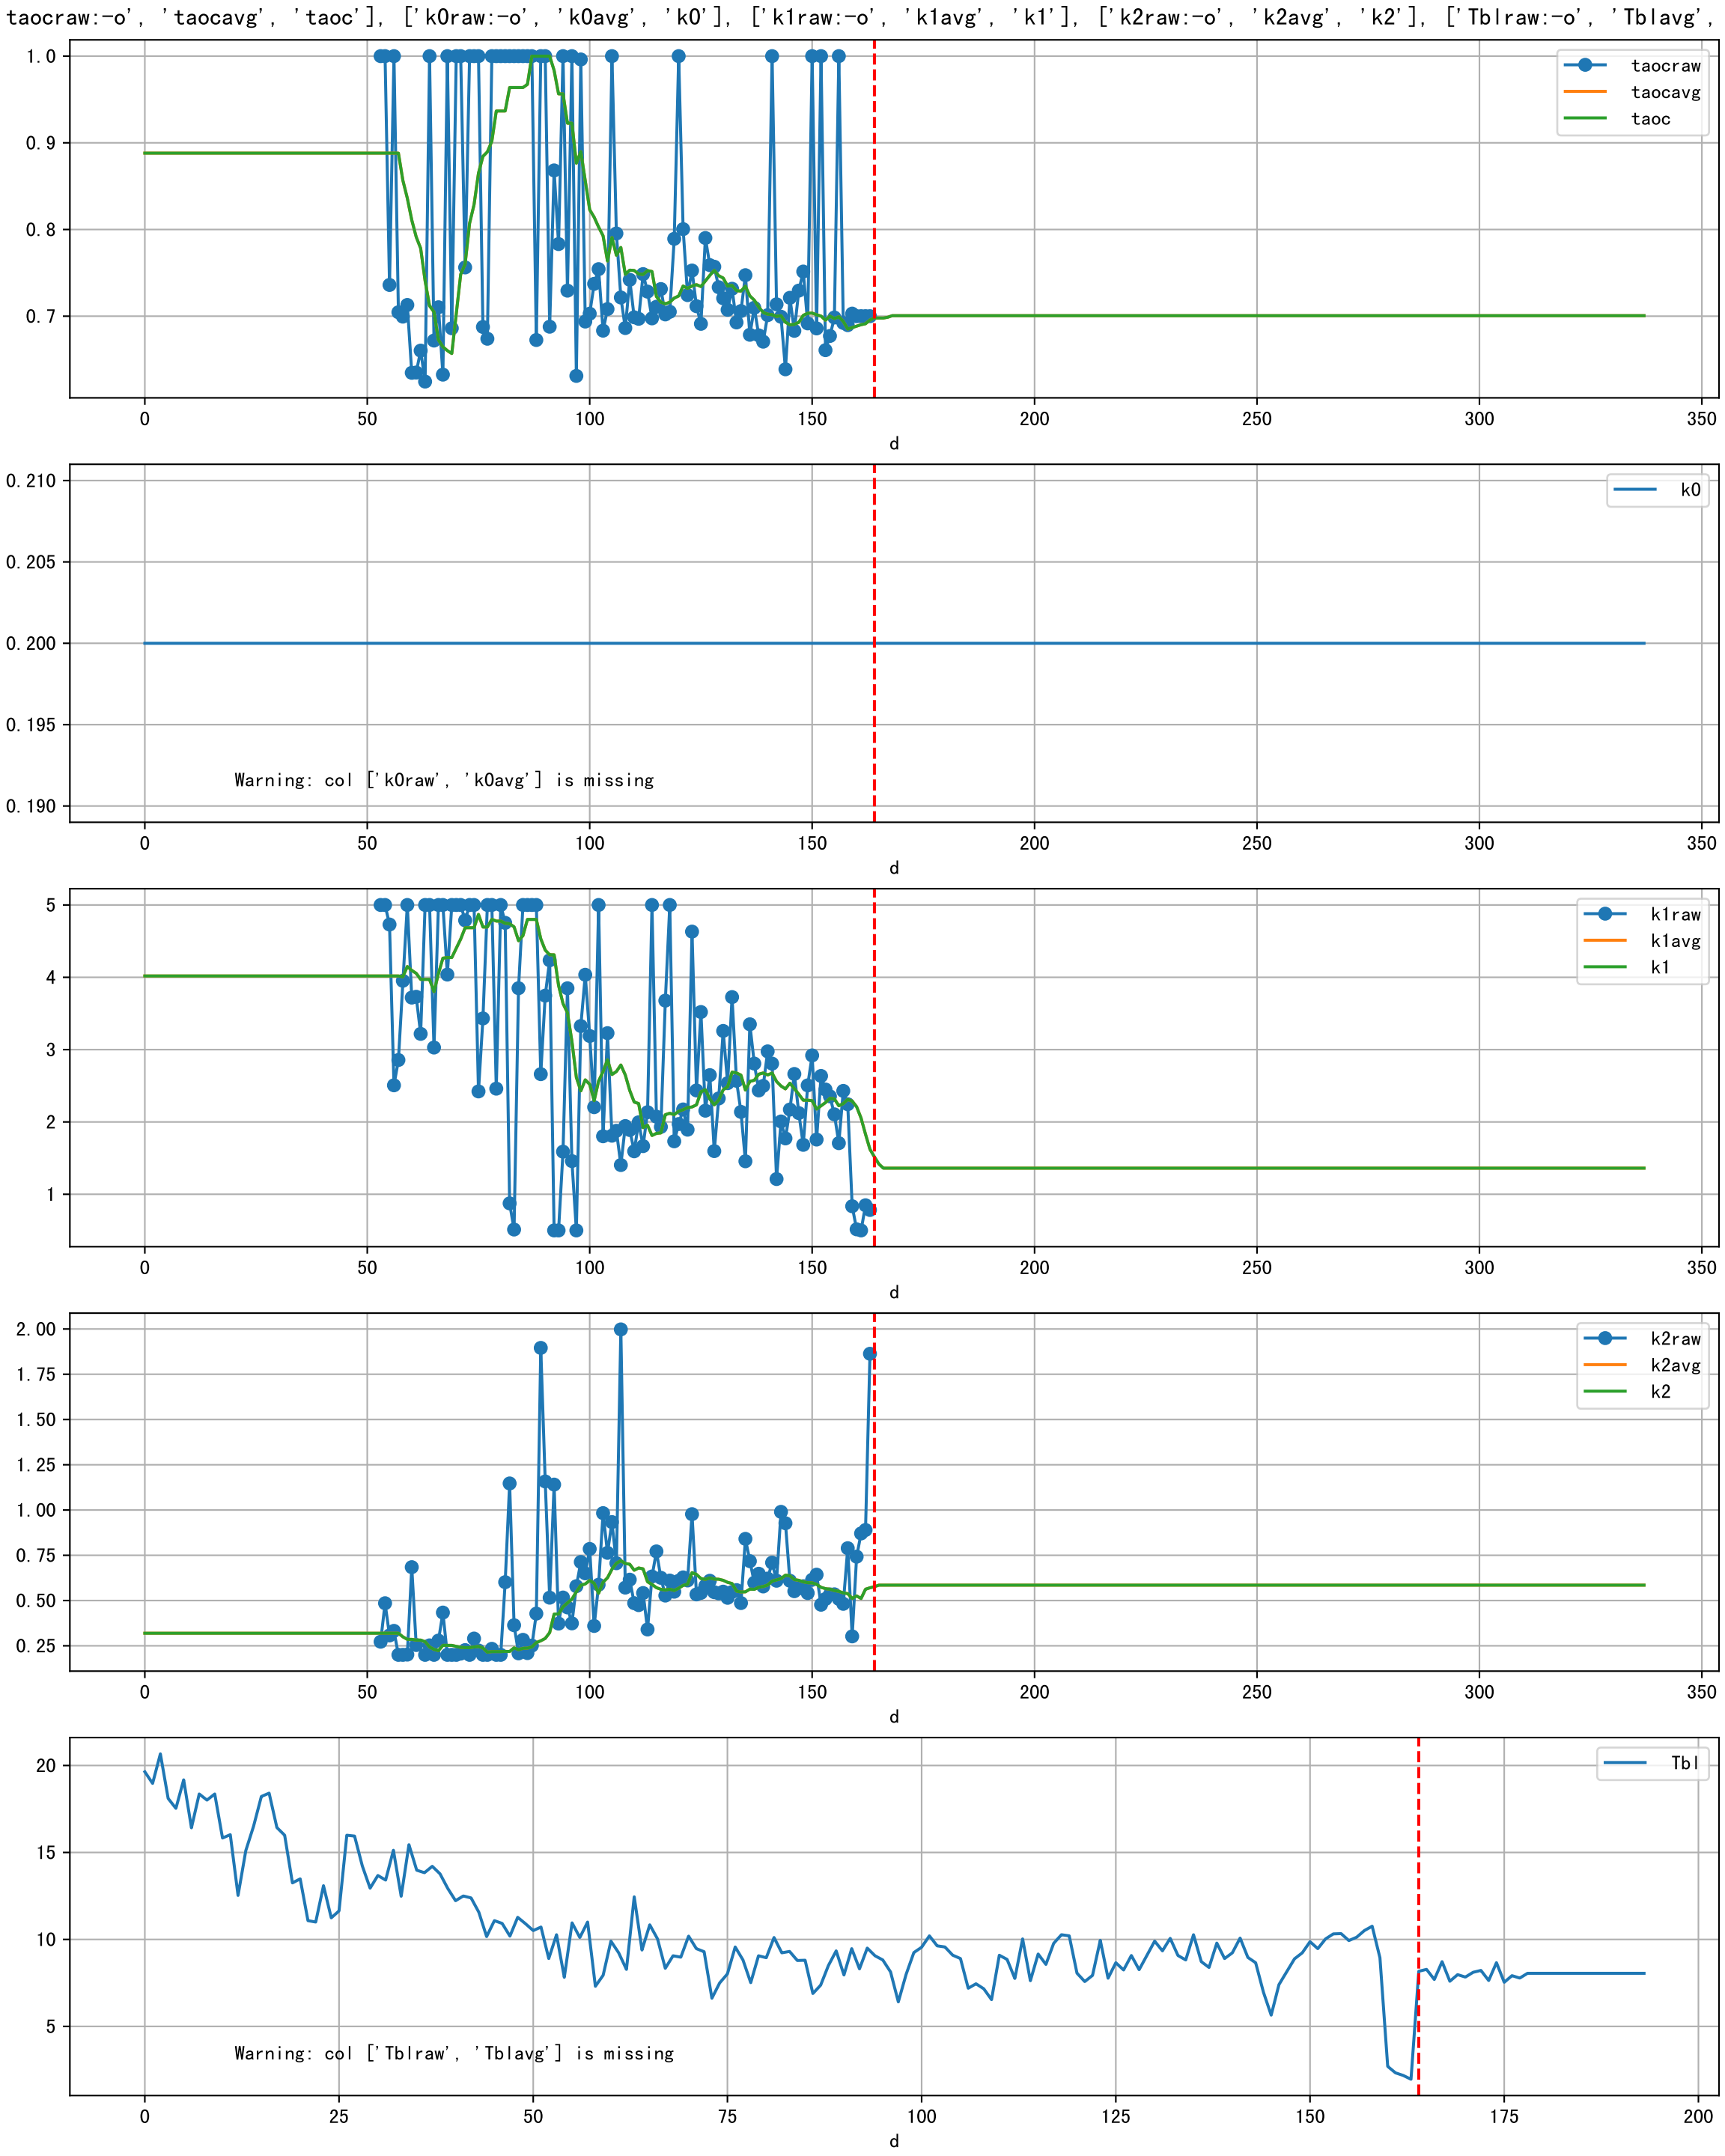 taocraw:-o', 'taocavg', 'taoc'], ['k0raw:-o', 'k0avg', 'k0'], ['k1raw:-o', 'k1avg', 'k1'], ['k2raw:-o', 'k2avg', 'k2'], ['Tblraw:-o', 'Tblavg',
1.0
0.9
0.8
0.7
taocraw
taocavg
taoc
0 50 100 150 200 250 300 350
d
0.210
0.205
0.200
0.195
0.190
k0
Warning: col ['k0raw', 'k0avg'] is missing
0 50 100 150 200 250 300 350
d
5
4
3
2
1
k1raw
k1avg
k1
0 50 100 150 200 250 300 350
d
2.00
1.75
1.50
1.25
1.00
0.75
0.50
0.25
k2raw
k2avg
k2
0 50 100 150 200 250 300 350
d
20
15
10
5
Tbl
Warning: col ['Tblraw', 'Tblavg'] is missing
0 25 50 75 100 125 150 175 200
d